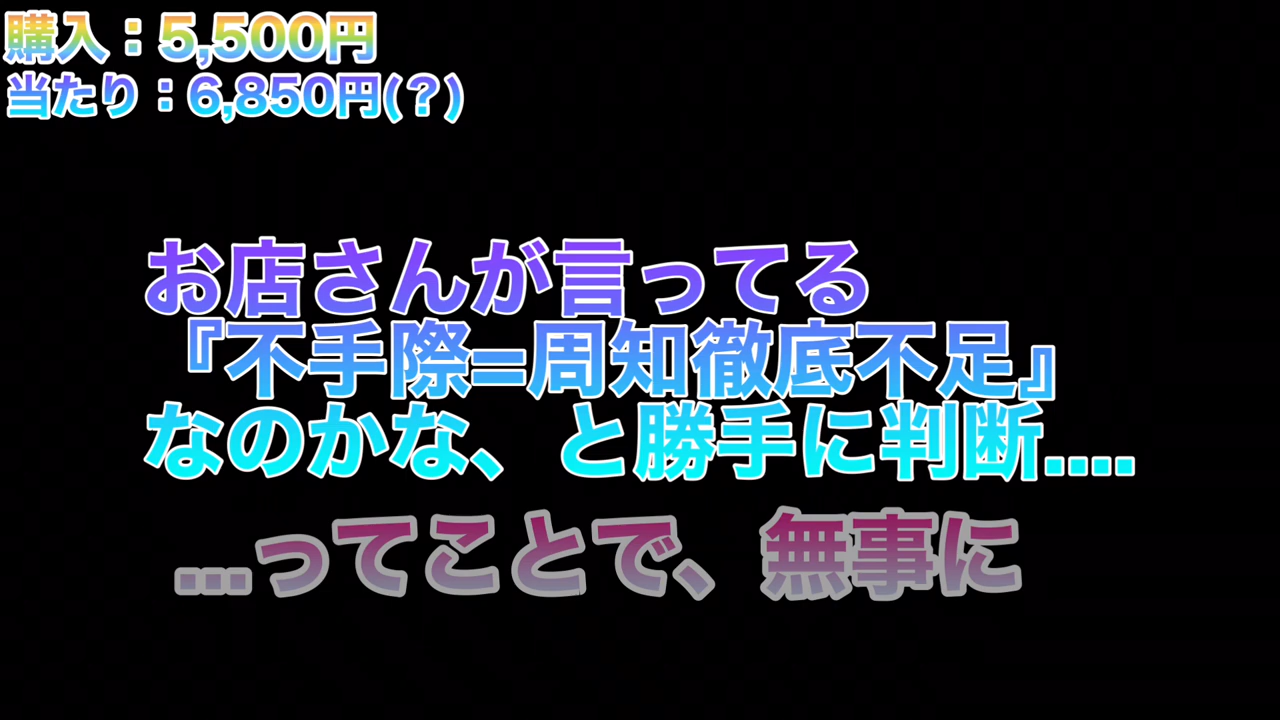 購入：5,500円
当たり：6,850円(？)
お店さんが言ってる
『不手際=周知徹底不足』
なのかな、と勝手に判断....
...ってことで、無事に